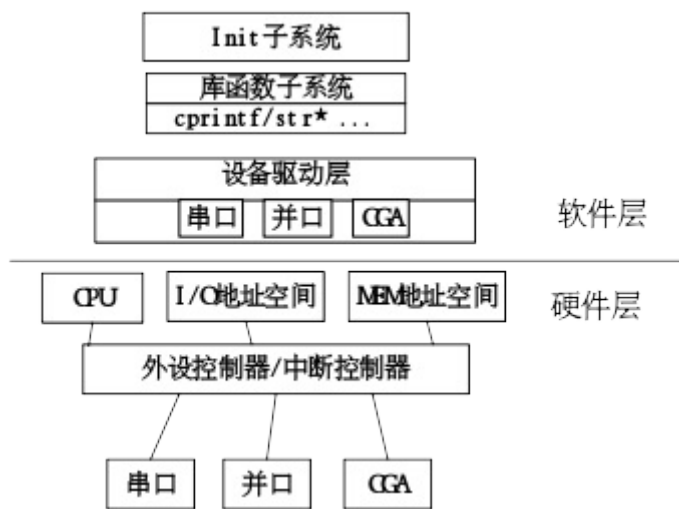 Init子系统
库函数子系统
cprintf/str* ...
设备驱动层
串口 并口 CGA
软件层
CPU I/O地址空间 MEM地址空间
硬件层
外设控制器/中断控制器
串口 并口 CGA